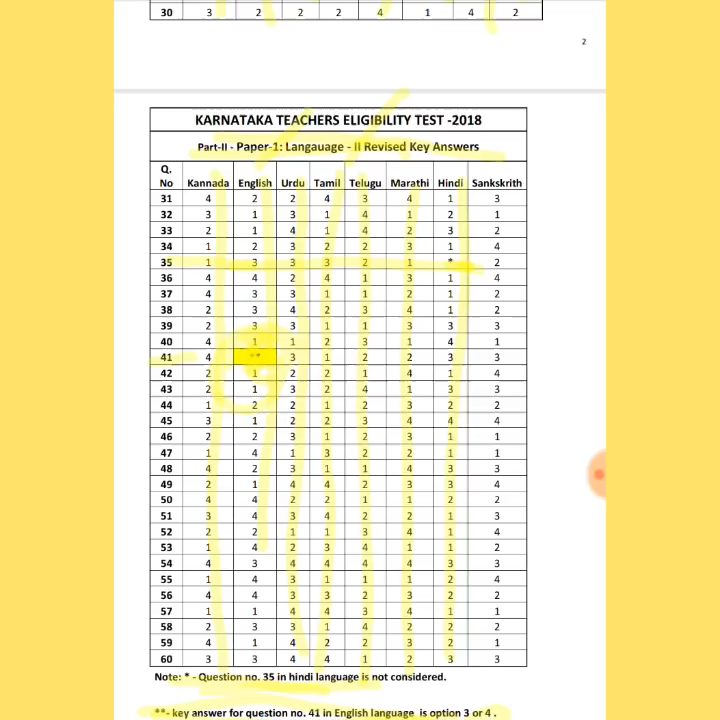 30 3 2 2 2 4 1 4 2
2
KARNATAKA TEACHERS ELIGIBILITY TEST -2018
Part-II - Paper-1: Langauage - II Revised Key Answers
Q.
No Kannada English Urdu Tamil Telugu Marathi Hindi Sankskrith
31 4 2 2 4 3 4 1 3
32 3 1 3 1 4 1 2 1
33 2 1 4 1 4 2 3 2
34 1 2 3 2 2 3 1 4
35 1 3 3 3 2 1 * 2
36 4 4 2 4 1 3 1 4
37 4 3 3 1 1 2 1 2
38 2 3 4 2 3 4 1 2
39 2 3 3 1 1 3 3 3
40 4 1 1 2 3 1 4 1
41 4 ** 3 1 2 2 3 3
42 2 1 2 2 1 4 1 4
43 2 1 3 2 4 1 3 3
44 1 2 2 1 2 3 2 2
45 3 1 2 2 3 4 4 4
46 2 2 3 1 2 3 1 1
47 1 4 1 3 2 2 1 1
48 4 2 3 1 1 4 3 3
49 2 1 4 4 2 3 3 4
50 4 4 2 2 1 1 2 2
51 3 4 3 4 2 2 1 3
52 2 2 1 1 3 4 1 4
53 1 4 2 3 4 1 1 2
54 4 3 4 4 4 4 3 3
55 1 4 3 1 1 1 2 4
56 4 4 3 3 2 3 2 2
57 1 1 4 4 3 4 1 1
58 2 3 3 1 4 2 2 2
59 4 1 4 2 2 3 2 1
60 3 3 4 4 1 2 3 3
Note: * - Question no. 35 in hindi language is not considered.
**- key answer for question no. 41 in English language is option 3 or 4 .